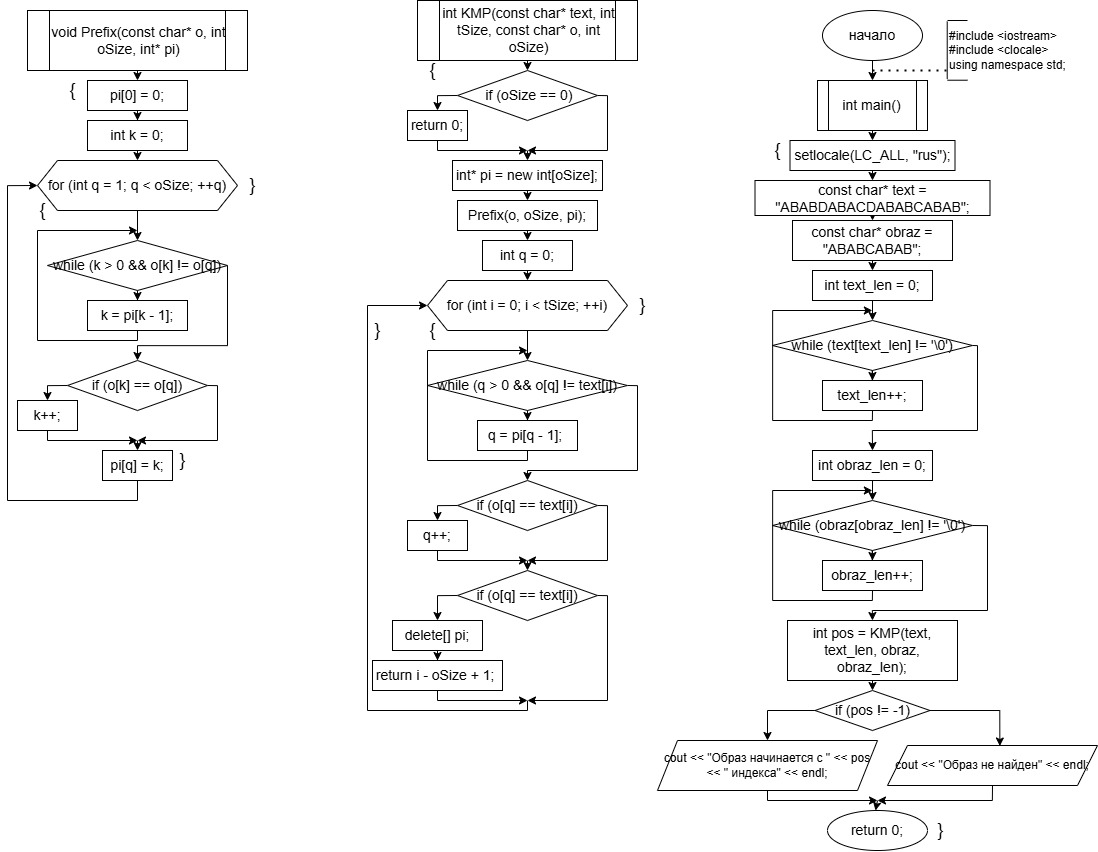 void Prefix(const char* o, int
oSize, int* pi)
{
pi[0] = 0;
int k = 0;
for (int q = 1; q < oSize; ++q)
}
{
while (k > 0 && o[k] != o[q])
k = pi[k - 1];
if (o[k] == o[q])
k++;
pi[q] = k;
}
int KMP(const char* text, int
tSize, const char* o, int
oSize)
{
if (oSize == 0)
return 0;
int* pi = new int[oSize];
Prefix(o, oSize, pi);
int q = 0;
for (int i = 0; i < tSize; ++i)
}
}
{
while (q > 0 && o[q] != text[i])
q = pi[q - 1];
if (o[q] == text[i])
q++;
if (o[q] == text[i])
delete[] pi;
return i - oSize + 1;
начало
#include <iostream>
#include <clocale>
using namespace std;
int main()
{
setlocale(LC_ALL, "rus");
const char* text =
"ABABDABACDABABCABAB";
const char* obraz =
"ABABCABAB";
int text_len = 0;
while (text[text_len] != '\0')
text_len++;
int obraz_len = 0;
while (obraz[obraz_len] != '\0')
obraz_len++;
int pos = KMP(text,
text_len, obraz,
obraz_len);
if (pos != -1)
cout << "Образ начинается с " << pos
<< " индекса" << endl;
cout << "Образ не найден" << endl;
return 0;
}